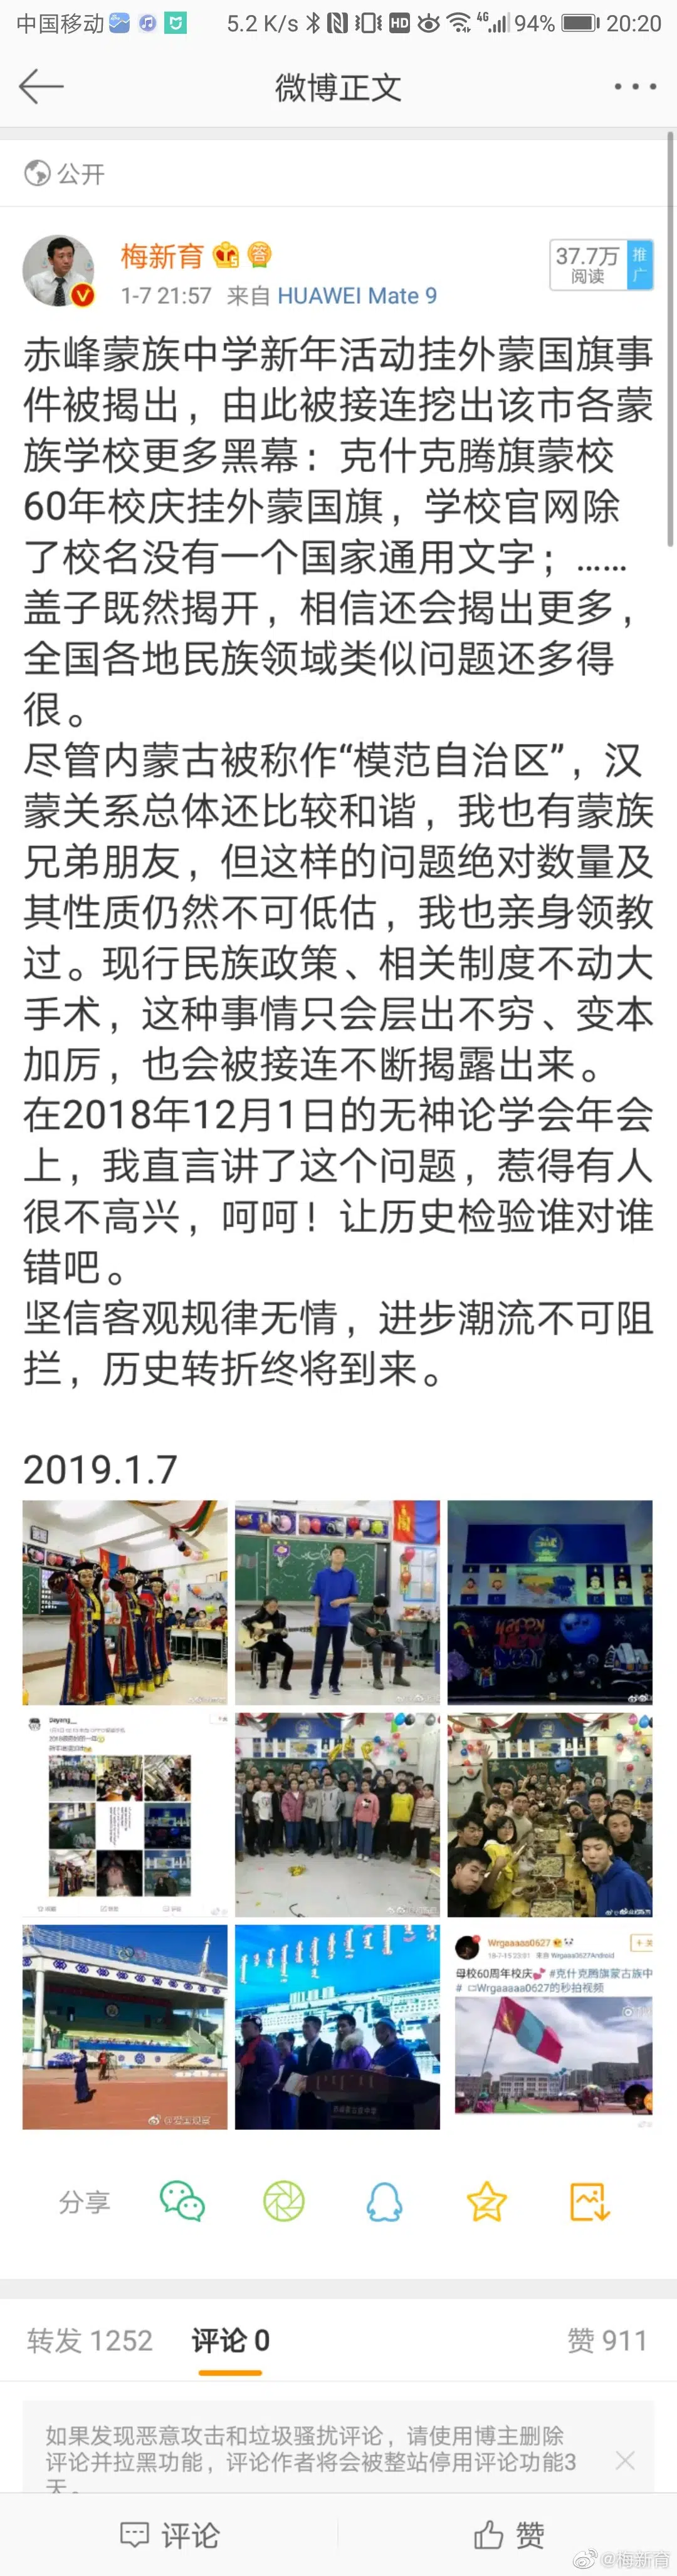 中国移动 5.2 K/s HD 4G 94% 20:20
微博正文
公开
梅新育
37.7万
阅读
推广
1-7 21:57 来自 HUAWEI Mate 9
赤峰蒙族中学新年活动挂外蒙国旗事
件被揭出，由此被接连挖出该市各蒙
族学校更多黑幕：克什克腾旗蒙校
60年校庆挂外蒙国旗，学校官网除
了校名没有一个国家通用文字；……
盖子既然揭开，相信还会揭出更多，
全国各地民族领域类似问题还多得
很。
尽管内蒙古被称作“模范自治区”，汉
蒙关系总体还比较和谐，我也有蒙族
兄弟朋友，但这样的问题绝对数量及
其性质仍然不可低估，我也亲身领教
过。现行民族政策、相关制度不动大
手术，这种事情只会层出不穷、变本
加厉，也会被接连不断揭露出来。
在2018年12月1日的无神论学会年会
上，我直言讲了这个问题，惹得有人
很不高兴，呵呵！让历史检验谁对谁
错吧。
坚信客观规律无情，进步潮流不可阻
拦，历史转折终将到来。
2019.1.7
Wrgaaaaa0627
18-7-15 23:01 来自
母校60周年校庆 #克什克腾旗蒙古族中
# Wrgaaaaa0627的秒拍视频
分享
转发 1252 评论 0 赞 911
如果发现恶意攻击和垃圾骚扰评论，请使用博主删除
评论并拉黑功能，评论作者将会被整站停用评论功能3
天。
评论 赞
@梅新育